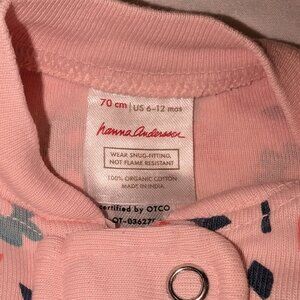 70 cm | US 6-12 mos
hanna andersson
WEAR SNUG-FITTING,
NOT FLAME RESISTANT
100% ORGANIC COTTON
MADE IN INDIA
ertified by OTCO